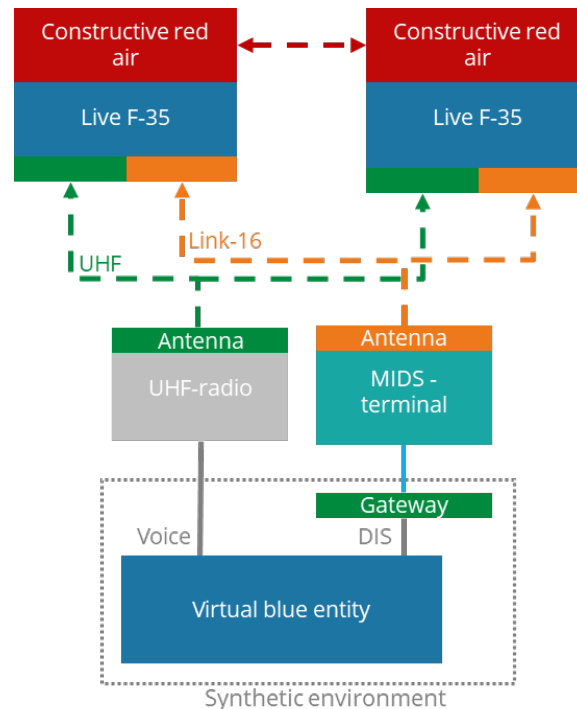 Constructive red
air
Constructive red
air
Live F-35
Live F-35
Link-16
UHF
Antenna
Antenna
UHF-radio
MIDS -
terminal
Gateway
Voice
DIS
Virtual blue entity
Synthetic environment